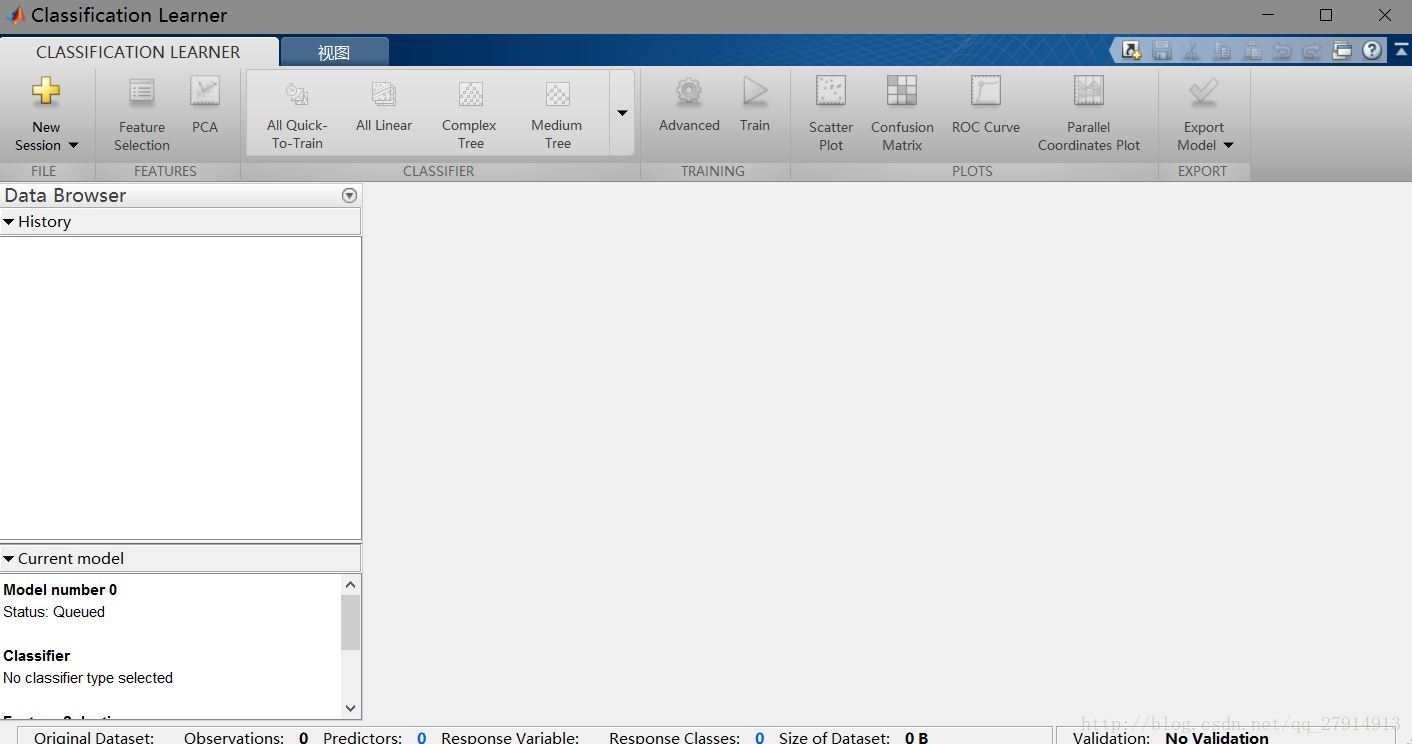 Classification Learner
CLASSIFICATION LEARNER
视图
New
Session
Feature
Selection
PCA
All Quick-
To-Train
All Linear
Complex
Tree
Medium
Tree
Advanced
Train
Scatter
Plot
Confusion
Matrix
ROC Curve
Parallel
Coordinates Plot
Export
Model
FILE
FEATURES
CLASSIFIER
TRAINING
PLOTS
EXPORT
Data Browser
History
Current model
Model number 0
Status: Queued
Classifier
No classifier type selected
Original Dataset: Observations: 0 Predictors: 0 Response Variable: Response Classes: 0 Size of Dataset: 0 B
Validation: No Validation
http://blog.csdn.net/qq_27914913